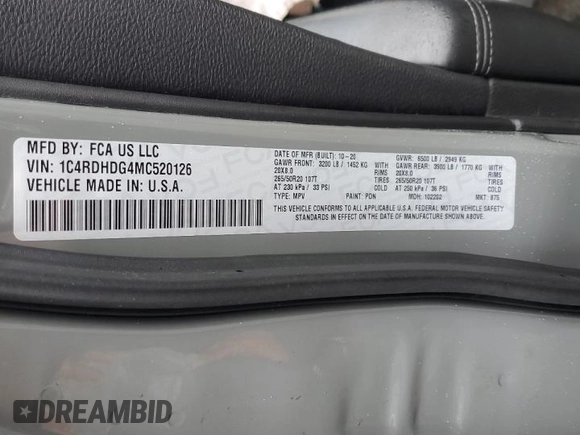 MFD BY: FCA US LLC
VIN: 1C4RDHDG4MC520126
VEHICLE MADE IN: U.S.A.
DATE OF MFR (BUILT): 10-20
GAWR FRONT: 3200 LB / 1452 KG
20X8.0 RIMS
265/50R20 107T TIRES
AT 230 kPa / 33 PSI
TYPE: MPV PAINT: PDN
GVWR: 6500 LB / 2949 KG
GAWR REAR: 3900 LB / 1770 KG
WITH
20X8.0 RIMS
265/50R20 107T TIRES
AT 250 kPa / 36 PSI
MDH: 102202 MKT: 875
THIS VEHICLE CONFORMS TO ALL APPLICABLE U.S.A. FEDERAL MOTOR VEHICLE SAFETY
STANDARDS IN EFFECT ON THE DATE OF MANUFACTURE SHOWN ABOVE.
DREAMBID